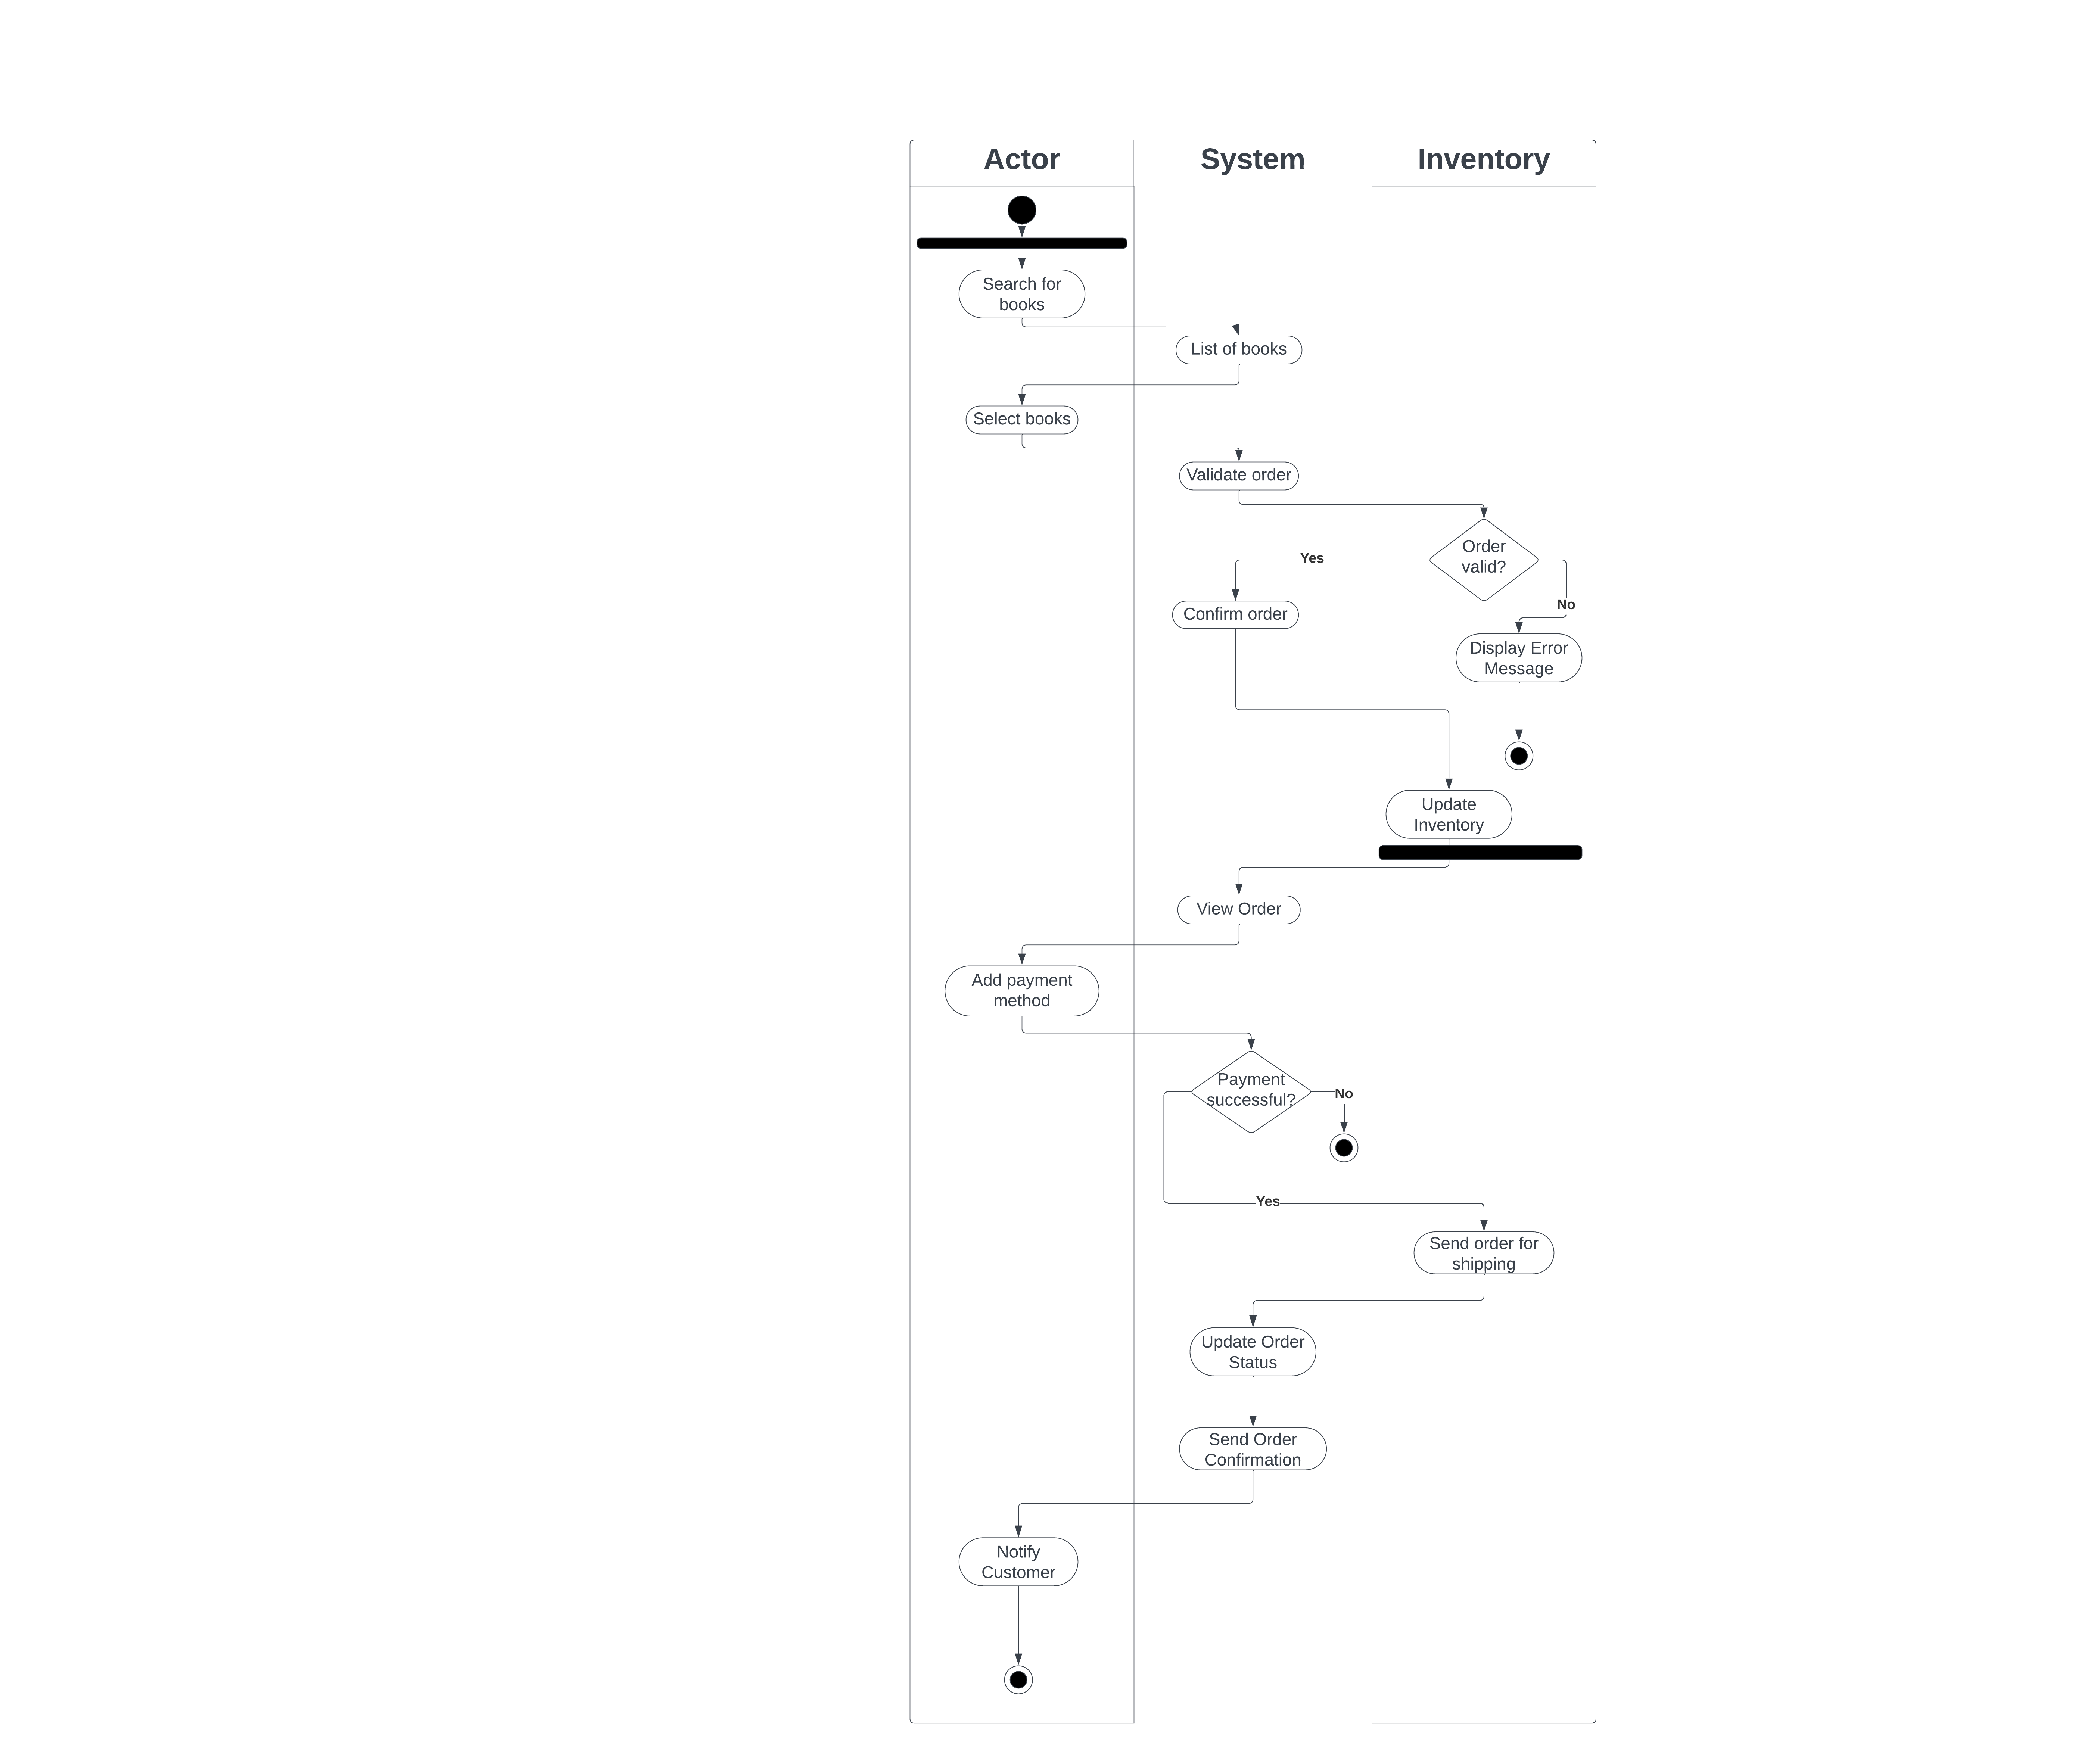 Actor
System
Inventory
Search for
books
List of books
Select books
Validate order
Order
valid?
Yes
No
Confirm order
Display Error
Message
Update
Inventory
View Order
Add payment
method
Payment
successful?
No
Yes
Send order for
shipping
Update Order
Status
Send Order
Confirmation
Notify
Customer